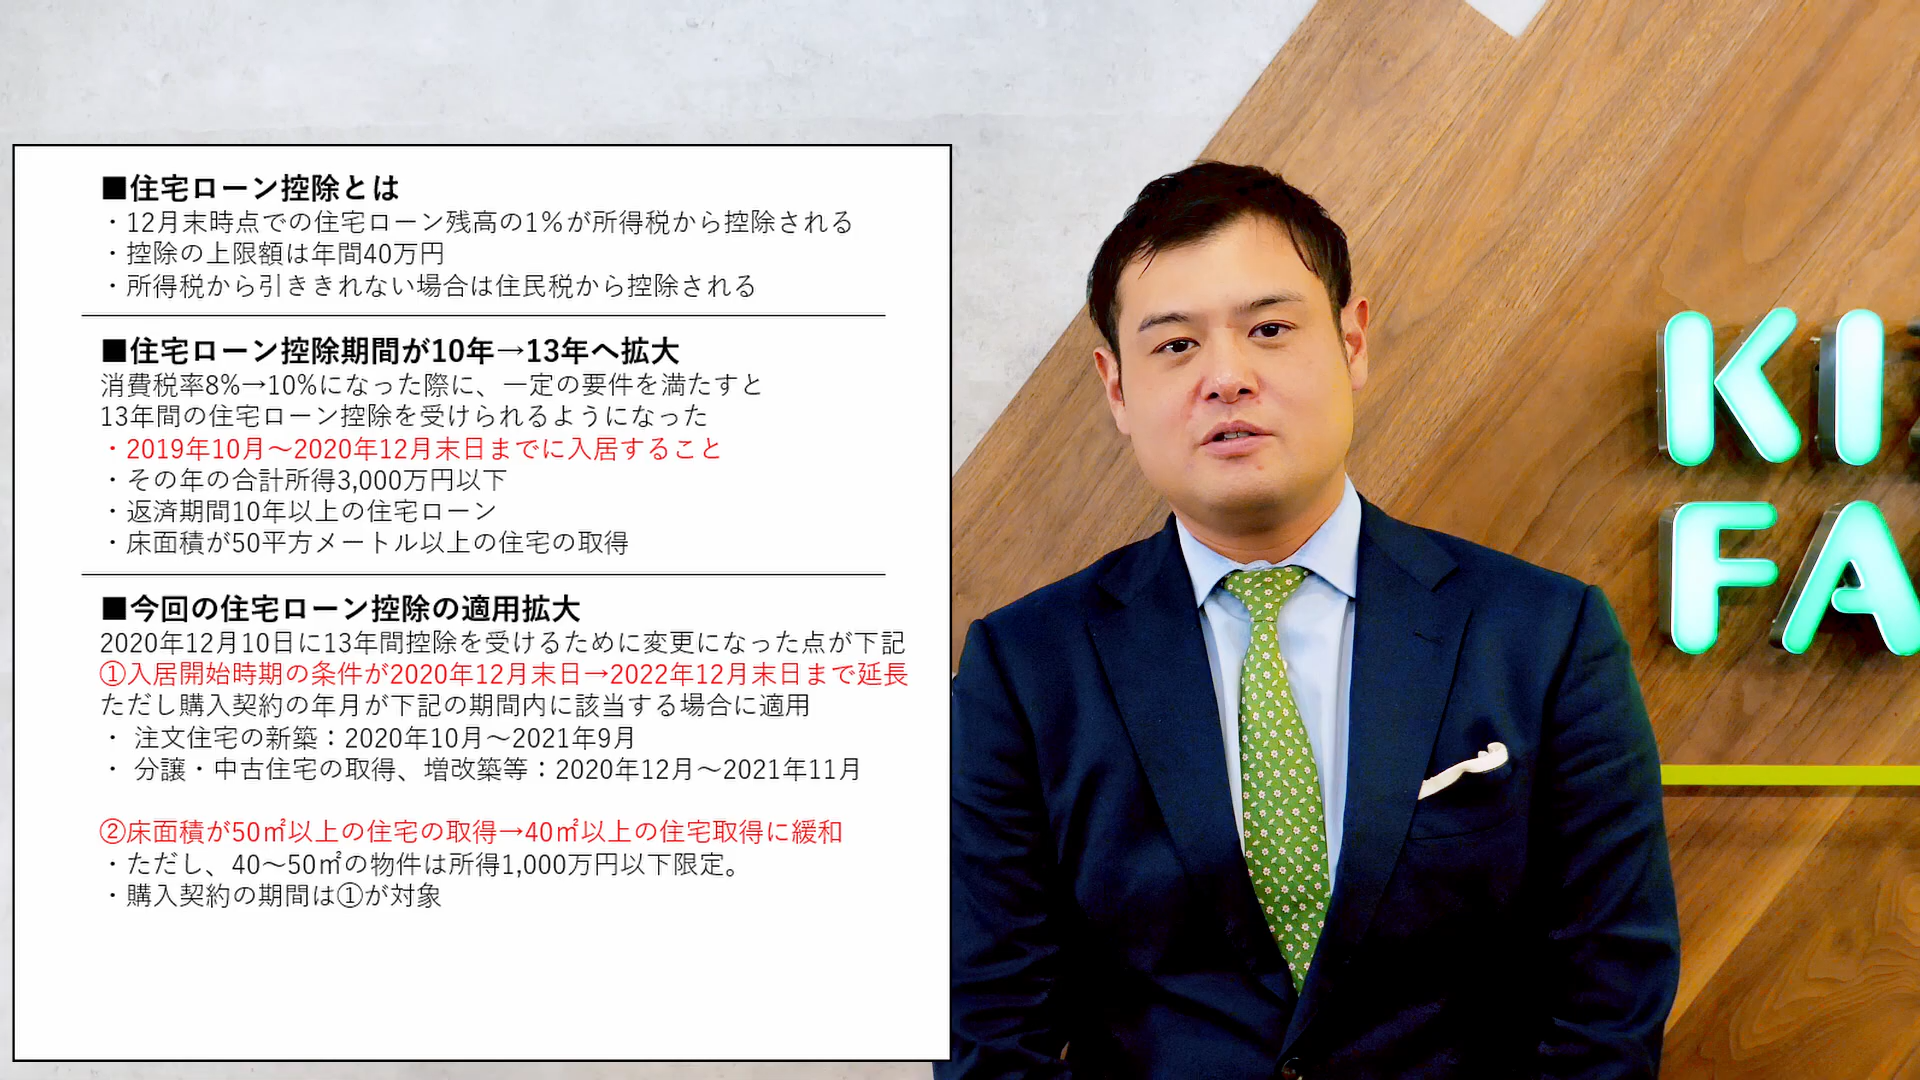 ■住宅ローン控除とは
・12月末時点での住宅ローン残高の1%が所得税から控除される
・控除の上限額は年間40万円
・所得税から引ききれない場合は住民税から控除される
■住宅ローン控除期間が10年→13年へ拡大
消費税率8%→10%になった際に、一定の要件を満たすと
13年間の住宅ローン控除を受けられるようになった
・2019年10月～2020年12月末日までに入居すること
・その年の合計所得3,000万円以下
・返済期間10年以上の住宅ローン
・床面積が50平方メートル以上の住宅の取得
■今回の住宅ローン控除の適用拡大
2020年12月10日に13年間控除を受けるために変更になった点が下記
①入居開始時期の条件が2020年12月末日→2022年12月末日まで延長
ただし購入契約の年月が下記の期間内に該当する場合に適用
・ 注文住宅の新築：2020年10月～2021年9月
・ 分譲・中古住宅の取得、増改築等：2020年12月～2021年11月
②床面積が50㎡以上の住宅の取得→40㎡以上の住宅取得に緩和
・ただし、40～50㎡の物件は所得1,000万円以下限定。
・購入契約の期間は①が対象
KI
FA